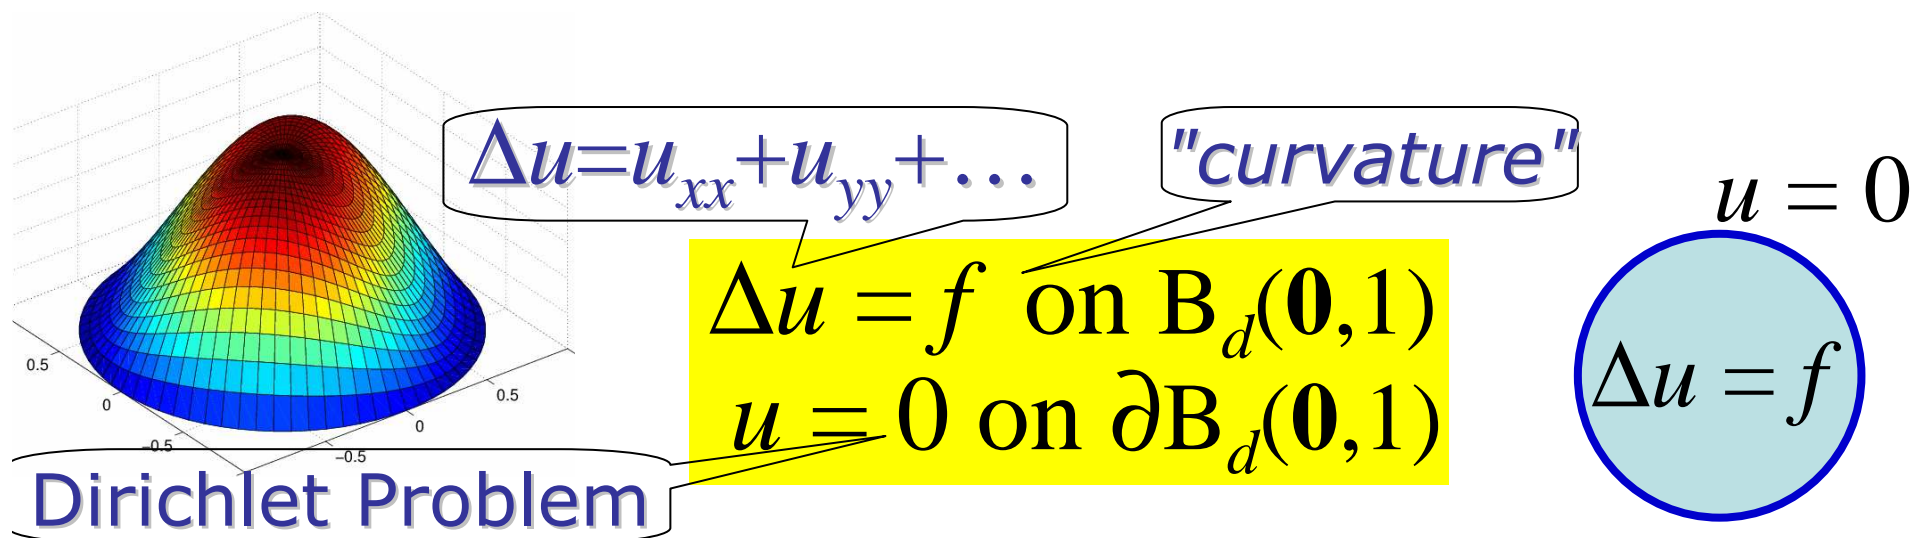 Δu=u_xx+u_yy+…
"curvature"
u = 0
Δu = f on B_d(0,1)
u = 0 on ∂B_d(0,1)
Δu = f
0.5
0
−0.5
−0.5
0
0.5
Dirichlet Problem